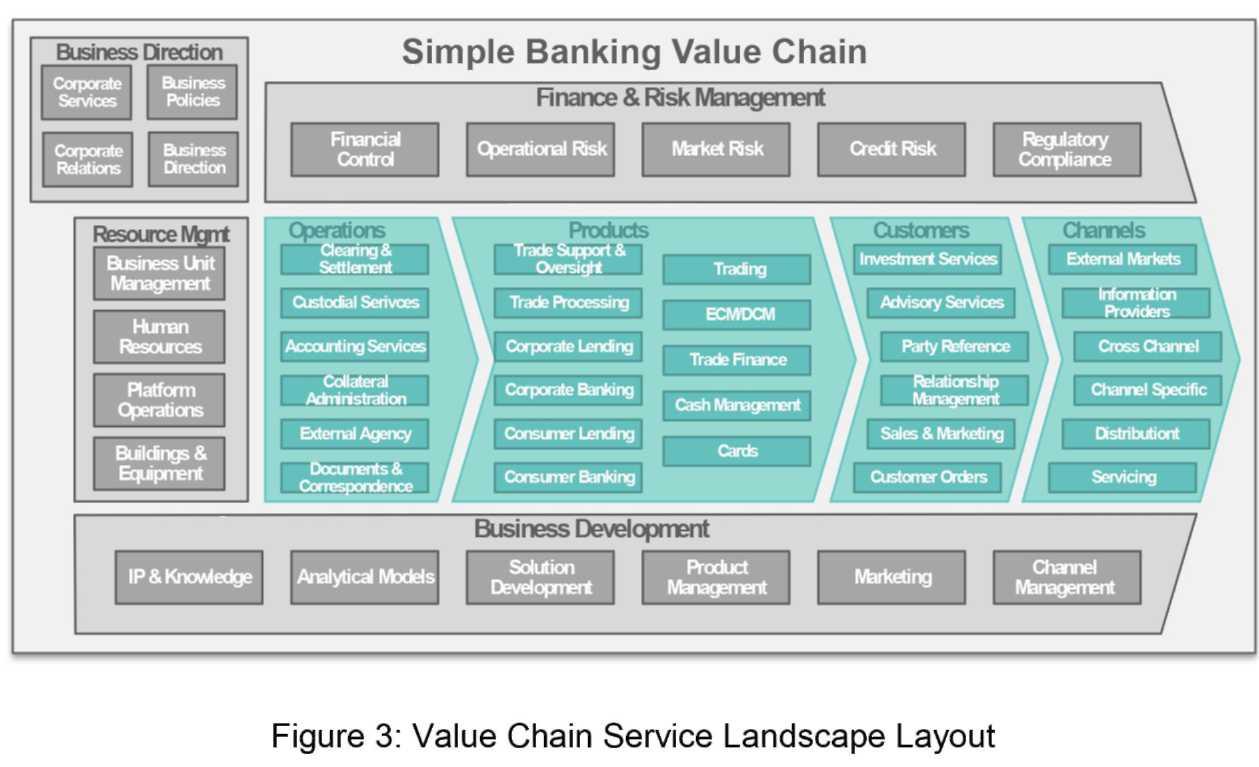 Simple Banking Value Chain
Business Direction
Corporate
Services
Business
Policies
Corporate
Relations
Business
Direction
Finance & Risk Management
Financial
Control
Operational Risk
Market Risk
Credit Risk
Regulatory
Compliance
Resource Mgmt
Business Unit
Management
Human
Resources
Platform
Operations
Buildings &
Equipment
Operations
Clearing &
Settlement
Custodial Serivces
Accounting Services
Collateral
Administration
External Agency
Documents &
Correspondence
Products
Trade Support &
Oversight
Trade Processing
Corporate Lending
Corporate Banking
Consumer Lending
Consumer Banking
Trading
ECM/DCM
Trade Finance
Cash Management
Cards
Customers
Investment Services
Advisory Services
Party Reference
Relationship
Management
Sales & Marketing
Customer Orders
Channels
External Markets
Information
Providers
Cross Channel
Channel Specific
Distributiont
Servicing
Business Development
IP & Knowledge
Analytical Models
Solution
Development
Product
Management
Marketing
Channel
Management
Figure 3: Value Chain Service Landscape Layout